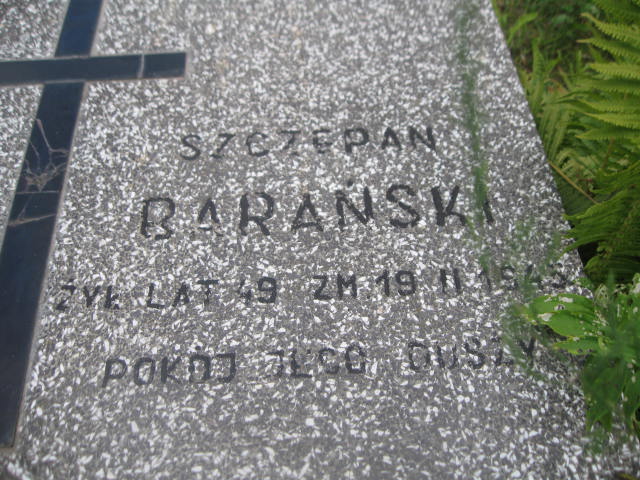 SZCZEPAN
BARAŃSKI
ŻYŁ LAT 49 ZM. 19 II
POKÓJ JEGO DUSZY